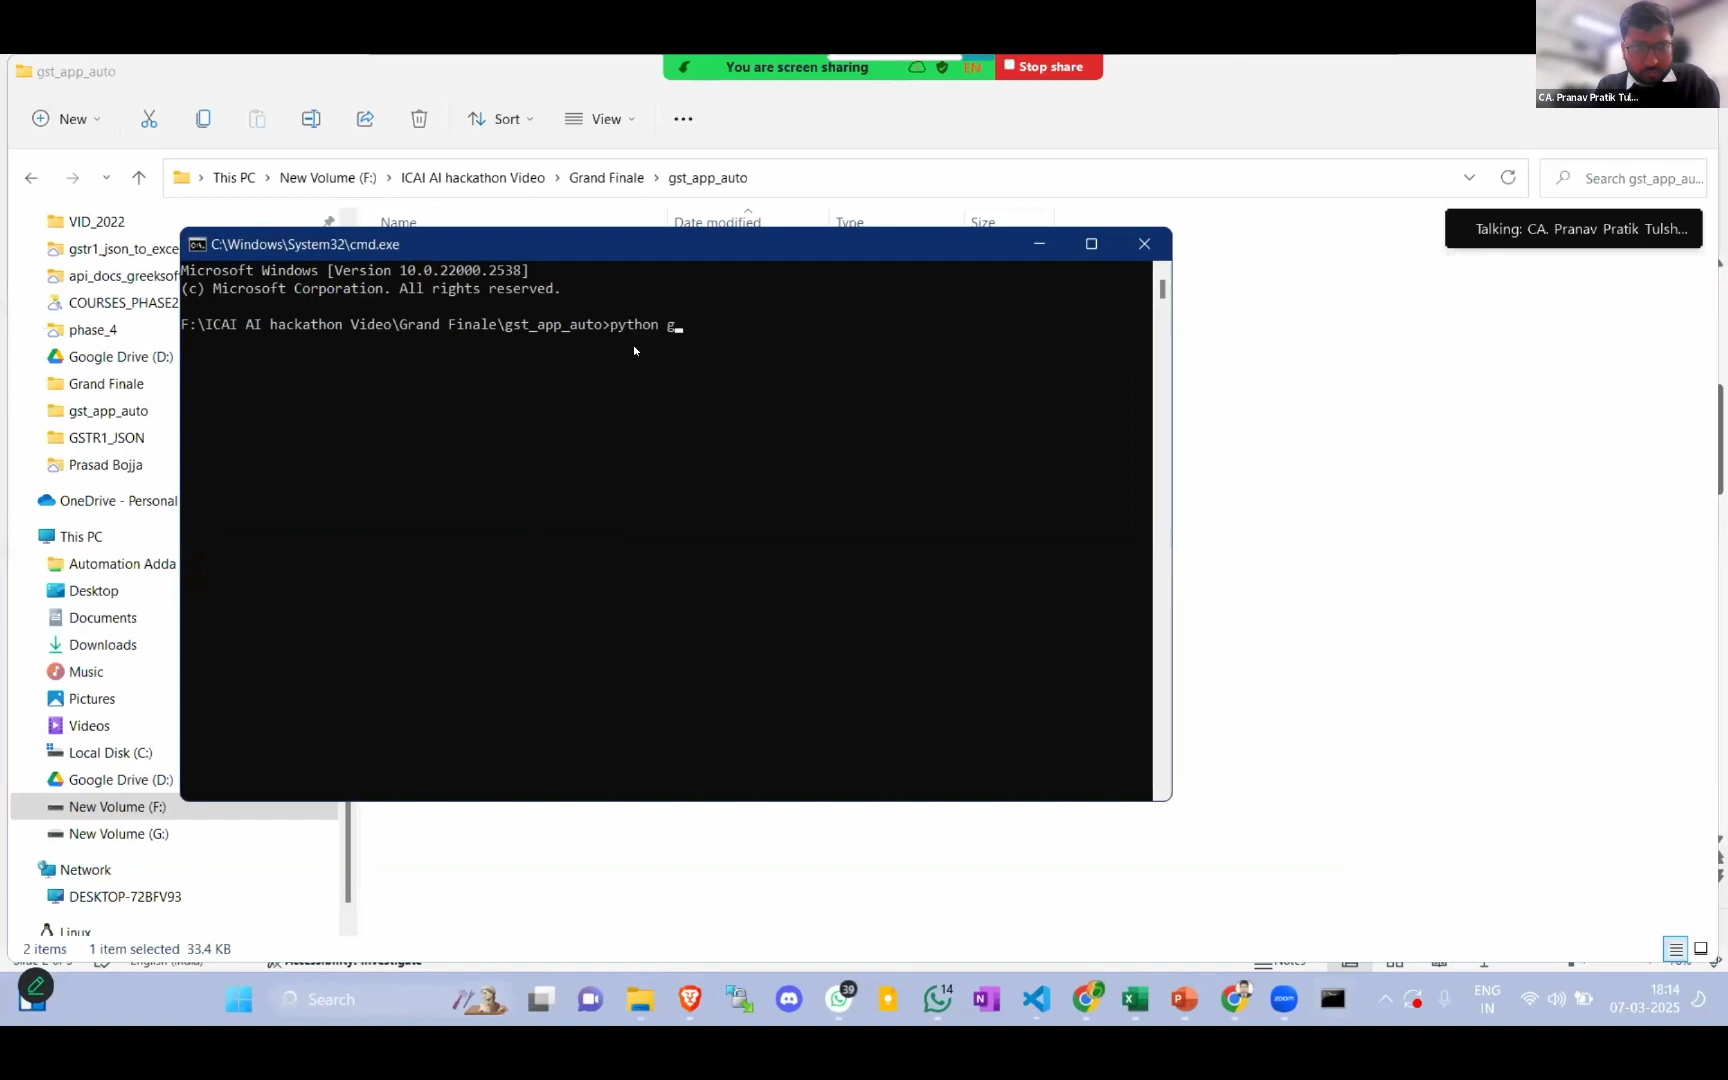 gst_app_auto
You are screen sharing
EN
Stop share
CA. Pranav Pratik Tul...
New
Sort
View
This PC > New Volume (F:) > ICAI AI hackathon Video > Grand Finale > gst_app_auto
Search gst_app_au...
Name
Date modified
Type
Size
Talking: CA. Pranav Pratik Tulsh...
VID_2022
gstr1_json_to_exce
api_docs_greeksof
COURSES_PHASE2
phase_4
Google Drive (D:)
Grand Finale
gst_app_auto
GSTR1_JSON
Prasad Bojja
OneDrive - Personal
This PC
Automation Adda
Desktop
Documents
Downloads
Music
Pictures
Videos
Local Disk (C:)
Google Drive (D:)
New Volume (F:)
New Volume (G:)
Network
DESKTOP-72BFV93
Linux
C:\Windows\System32\cmd.exe
Microsoft Windows [Version 10.0.22000.2538]
(c) Microsoft Corporation. All rights reserved.
F:\ICAI AI hackathon Video\Grand Finale\gst_app_auto>python g_
2 items
1 item selected 33.4 KB
Search
39
14
zoom
ENG
IN
18:14
07-03-2025